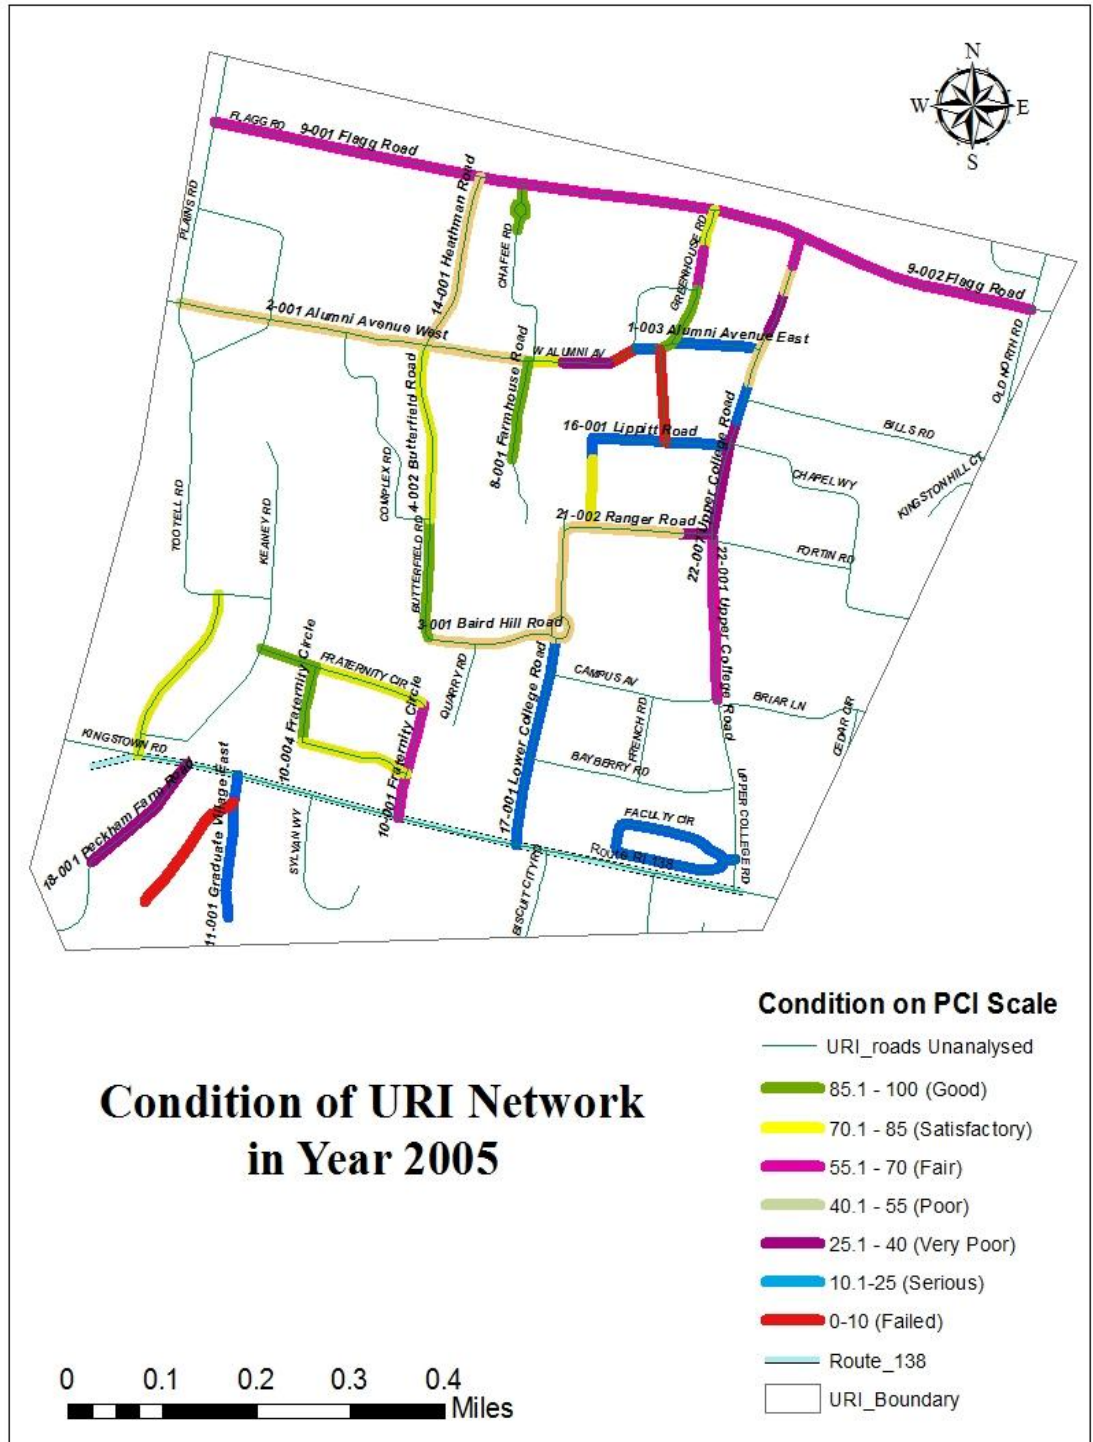 N
W
E
S
FLAGG RD
9-001 Flagg Road
14-001 Heathman Road
PLAINS RD
CHAFEE RD
GREENHOUSE RD
9-002 Flagg Road
2-001 Alumni Avenue West
1-003 Alumni Avenue East
W ALUMNI AV
OLD NORTH RD
4-002 Butterfield Road
8-001 Farmhouse Road
16-001 Lippitt Road
BILLS RD
KINGSTON HILL CT
COMPLEX RD
CHAPEL WY
TOOTELL RD
KEANEY RD
21-002 Ranger Road
22-007 Upper College Road
FORTIN RD
BUTTERFIELD RD
22-001 Upper College Road
3-001 Baird Hill Road
FRATERNITY CIR
QUARRY RD
CAMPUS AV
FRENCH RD
BRIAR LN
CEDAR CIR
KINGSTOWN RD
10-004 Fraternity Circle
10-001 Fraternity Circle
17-001 Lower College Road
BAYBERRY RD
UPPER COLLEGE RD
18-001 Peckham Farm Road
11-001 Graduate Village East
SYLVAN WY
FACULTY CIR
Route RI 138
BISCUIT CITY RD
Condition on PCI Scale
URI_roads Unanalysed
85.1 - 100 (Good)
70.1 - 85 (Satisfactory)
55.1 - 70 (Fair)
40.1 - 55 (Poor)
25.1 - 40 (Very Poor)
10.1-25 (Serious)
0-10 (Failed)
Route_138
URI_Boundary
Condition of URI Network
in Year 2005
0 0.1 0.2 0.3 0.4
Miles